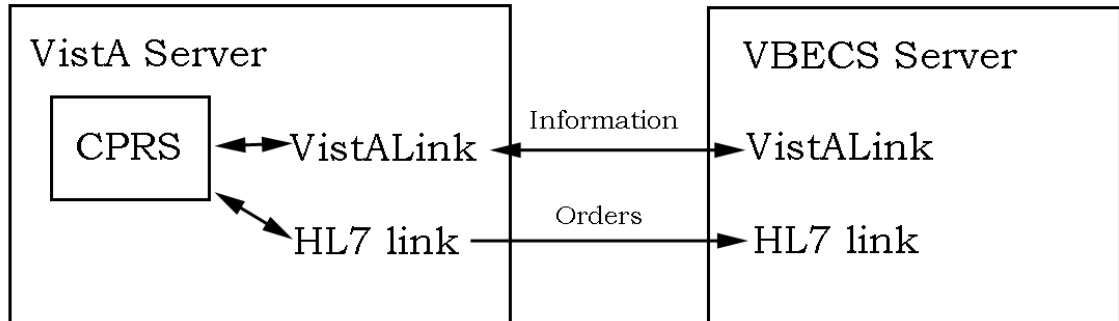 VistA Server
VBECS Server
CPRS
VistALink
Information
VistALink
HL7 link
Orders
HL7 link